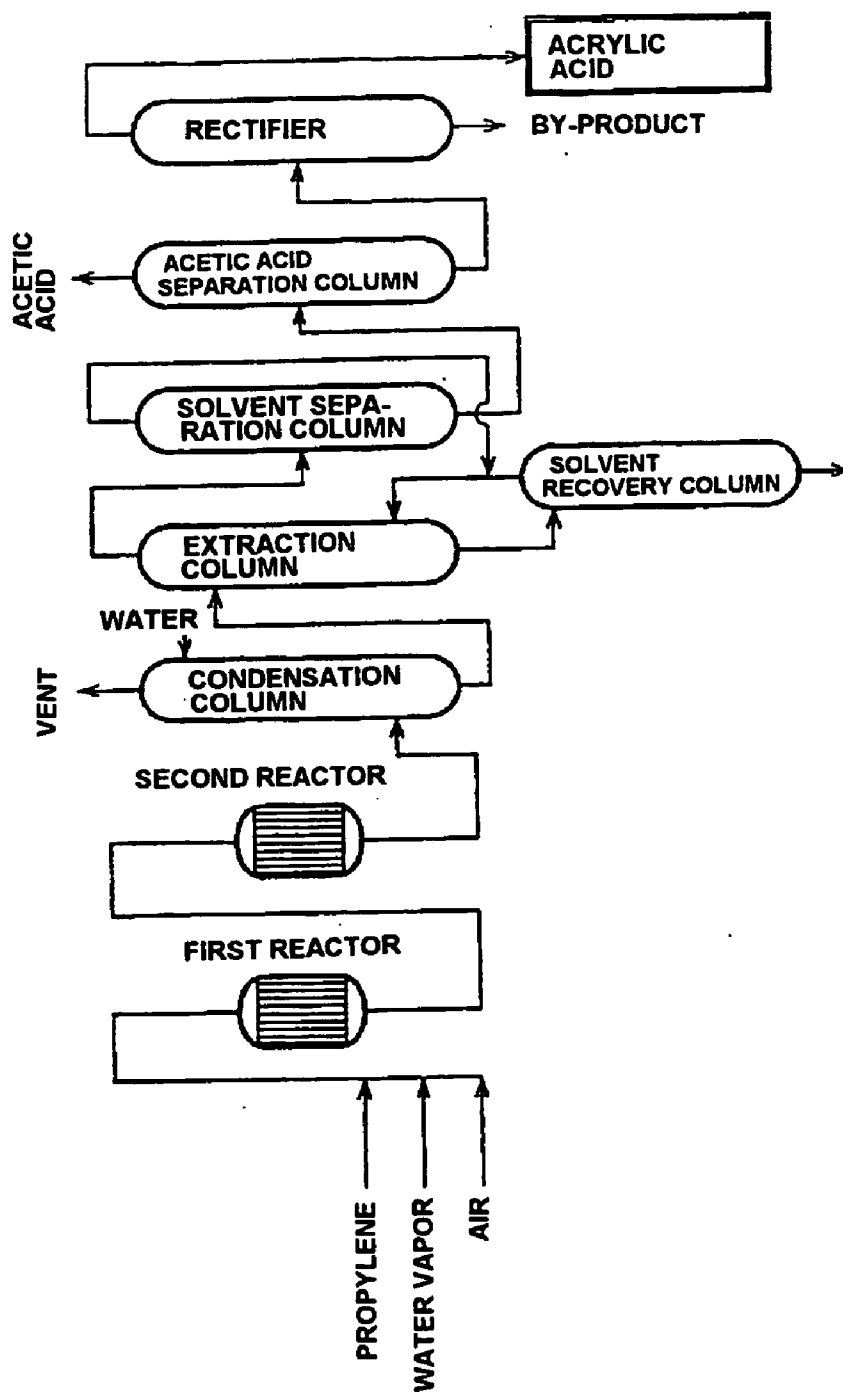 ACRYLIC
ACID
RECTIFIER
BY-PRODUCT
ACETIC
ACID
ACETIC ACID
SEPARATION COLUMN
SOLVENT SEPA-
RATION COLUMN
SOLVENT
RECOVERY COLUMN
EXTRACTION
COLUMN
WATER
VENT
CONDENSATION
COLUMN
SECOND REACTOR
FIRST REACTOR
PROPYLENE
WATER VAPOR
AIR